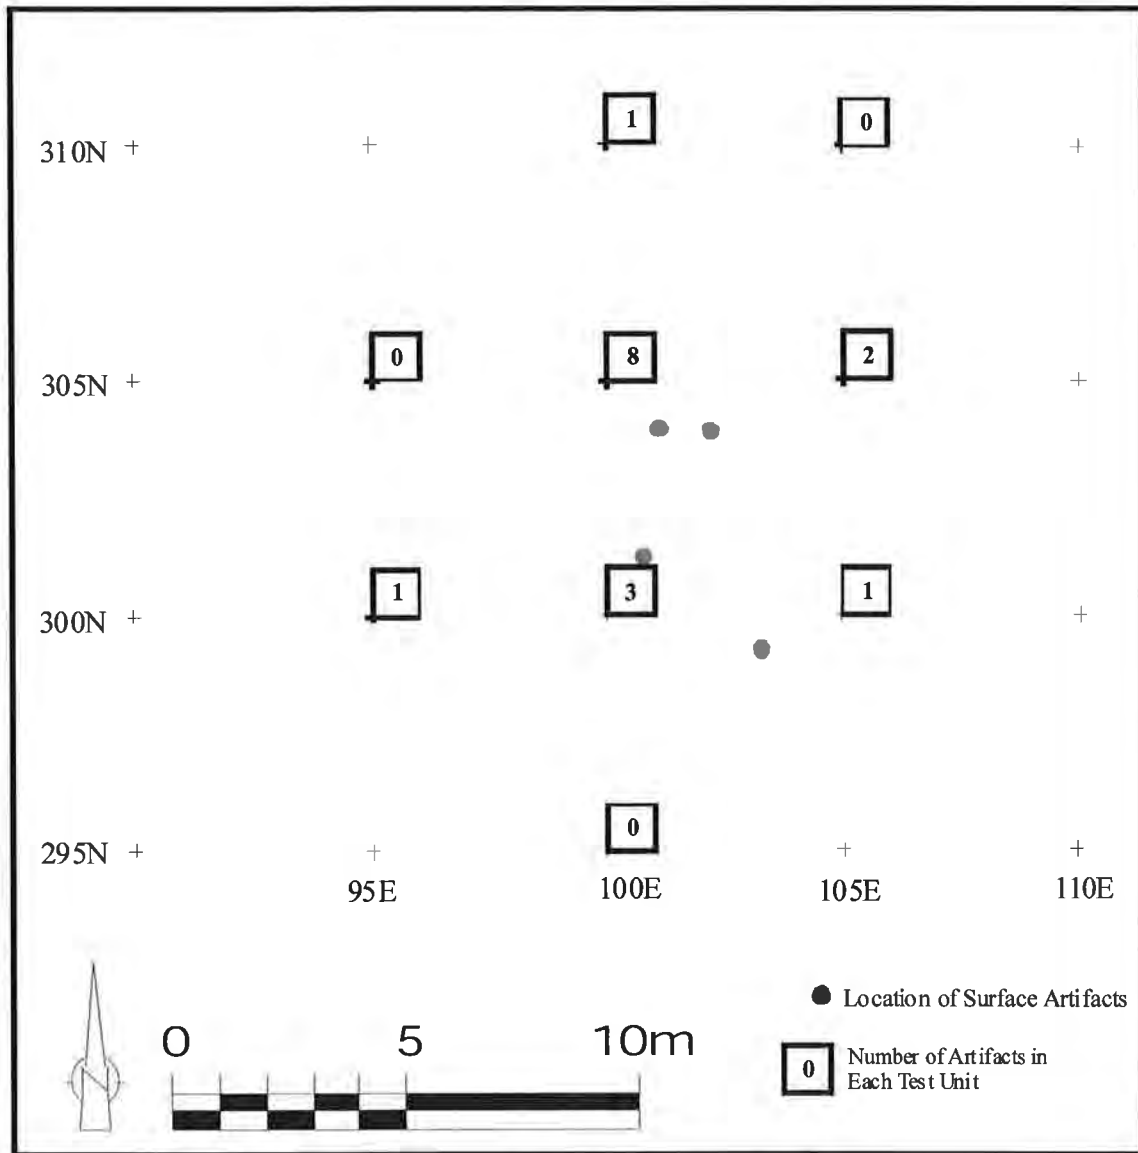 1 0
310N
0 8 2
305N
1 3 1
300N
0
295N
95E 100E 105E 110E
Location of Surface Artifacts
0 5 10m
0 Number of Artifacts in
Each Test Unit